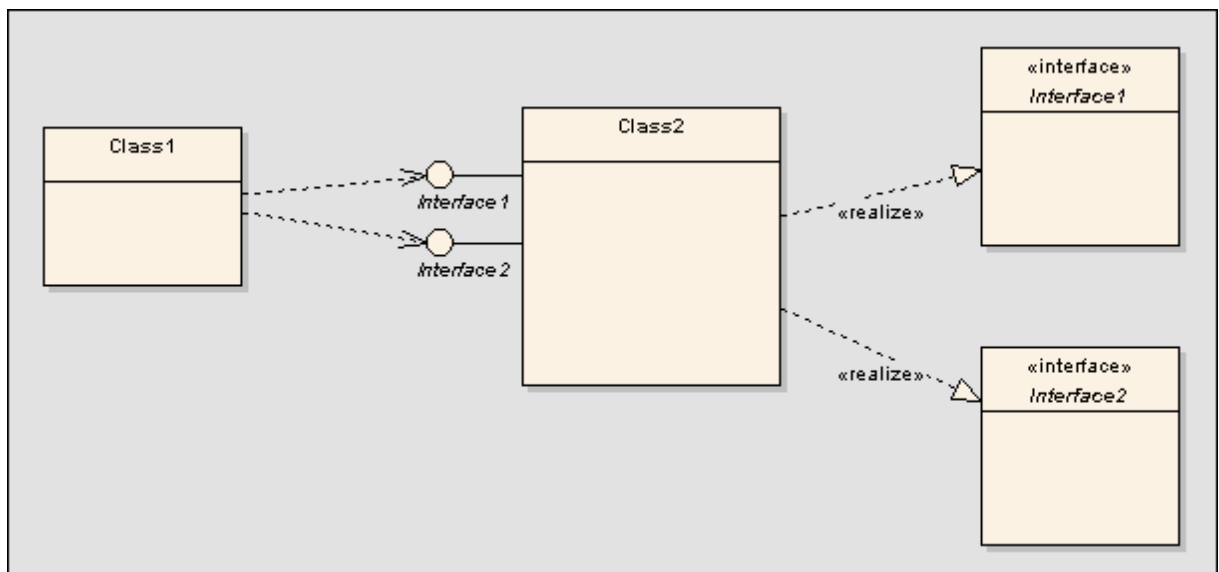 «interface»
Interface1
Class1
Class2
Interface1
Interface2
«realize»
«realize»
«interface»
Interface2